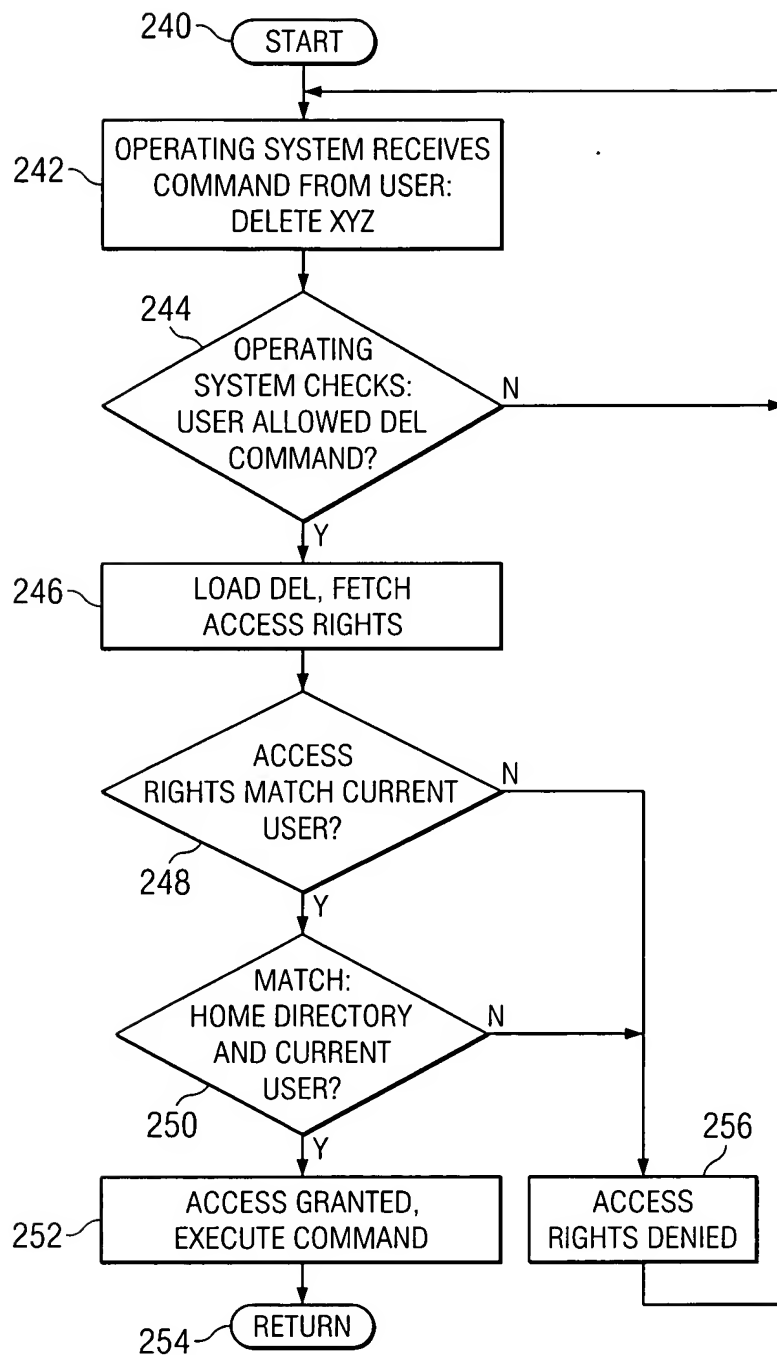 240
START
242
OPERATING SYSTEM RECEIVES
COMMAND FROM USER:
DELETE XYZ
244
OPERATING
SYSTEM CHECKS:
USER ALLOWED DEL
COMMAND?
N
Y
246
LOAD DEL, FETCH
ACCESS RIGHTS
ACCESS
RIGHTS MATCH CURRENT
USER?
N
248
Y
MATCH:
HOME DIRECTORY
AND CURRENT
USER?
N
250
Y
252
ACCESS GRANTED,
EXECUTE COMMAND
256
ACCESS
RIGHTS DENIED
254
RETURN